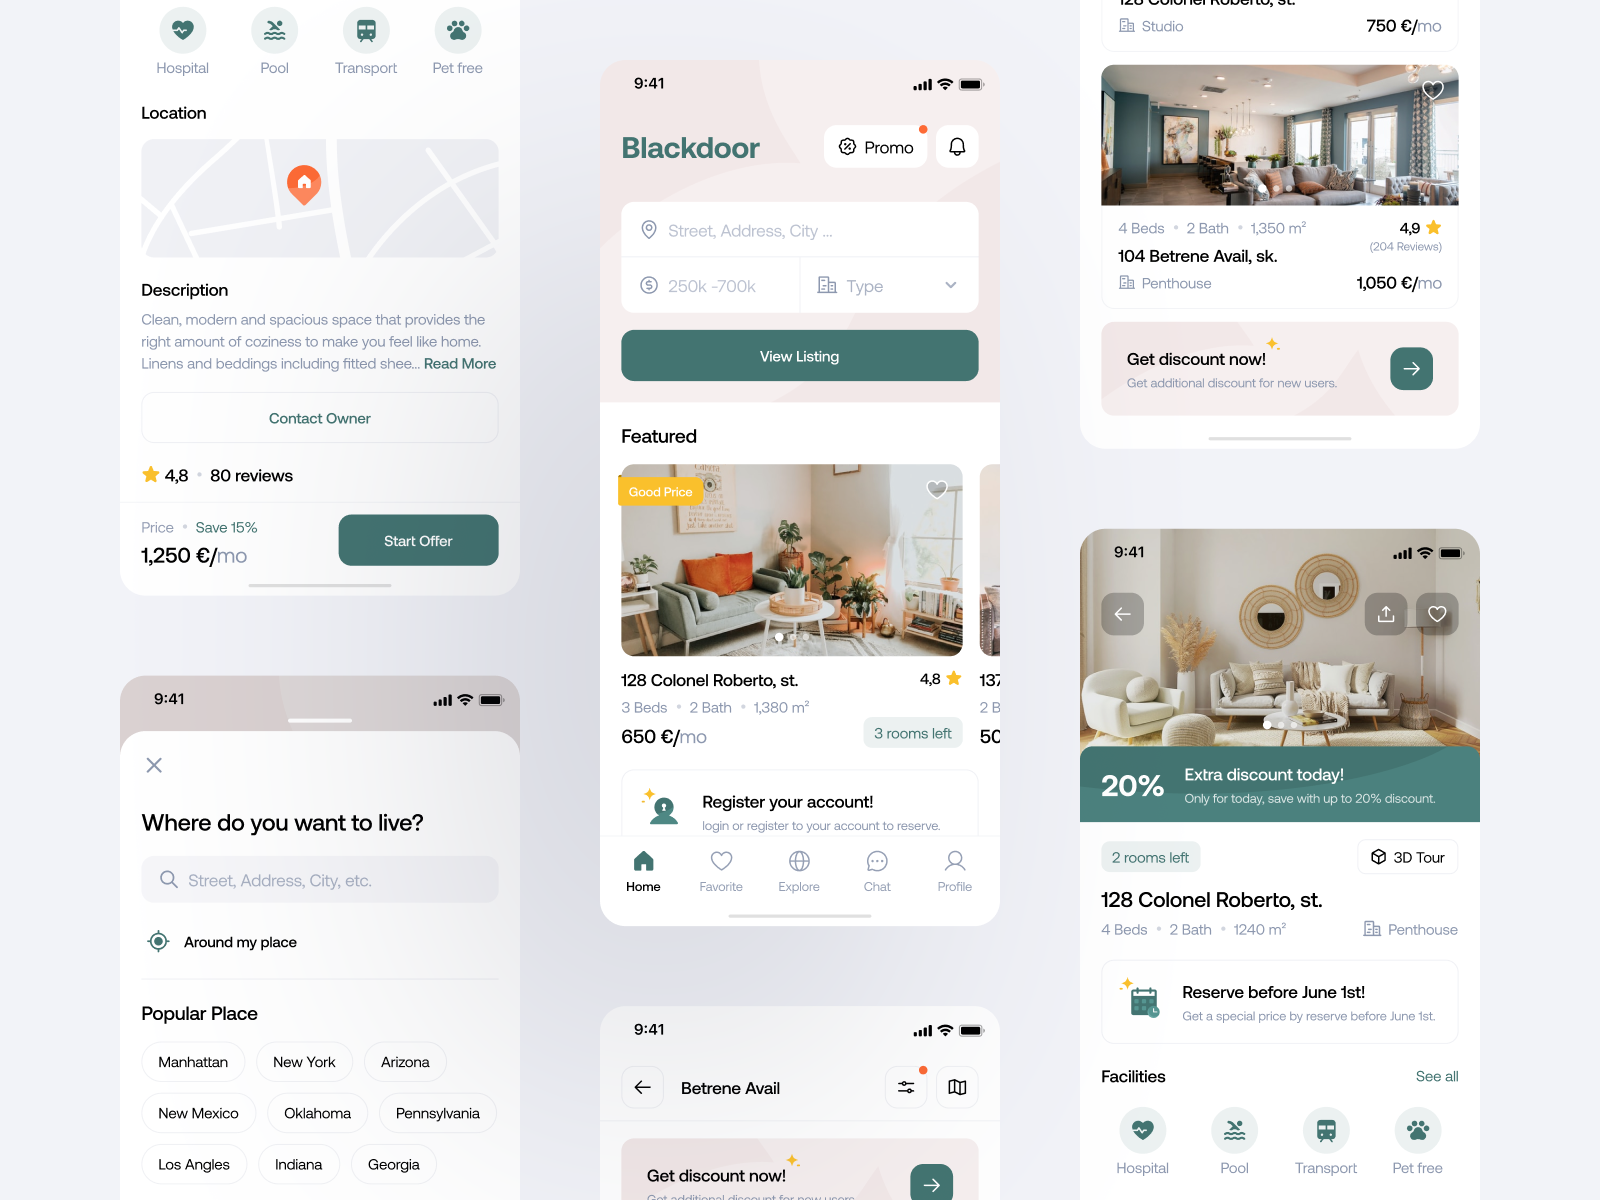 Hospital
Pool
Transport
Pet free
Location
Description
Clean, modern and spacious space that provides the
right amount of coziness to make you feel like home.
Linens and beddings including fitted shee... Read More
Contact Owner
4,8 • 80 reviews
Price • Save 15%
1,250 €/mo
Start Offer
9:41
Where do you want to live?
Street, Address, City, etc.
Around my place
Popular Place
Manhattan
New York
Arizona
New Mexico
Oklahoma
Pennsylvania
Los Angles
Indiana
Georgia
9:41
Blackdoor
Promo
Street, Address, City ...
250k -700k
Type
View Listing
Featured
Good Price
128 Colonel Roberto, st.
4,8
3 Beds • 2 Bath • 1,380 m²
650 €/mo
3 rooms left
137
2 B
50
Register your account!
login or register to your account to reserve.
Home
Favorite
Explore
Chat
Profile
9:41
Betrene Avail
Get discount now!
Get additional discount for new users.
128 Colonel Roberto, st.
Studio
750 €/mo
4 Beds • 2 Bath • 1,350 m²
4,9
(204 Reviews)
104 Betrene Avail, sk.
Penthouse
1,050 €/mo
Get discount now!
Get additional discount for new users.
9:41
20%
Extra discount today!
Only for today, save with up to 20% discount.
2 rooms left
3D Tour
128 Colonel Roberto, st.
4 Beds • 2 Bath • 1240 m²
Penthouse
Reserve before June 1st!
Get a special price by reserve before June 1st.
Facilities
See all
Hospital
Pool
Transport
Pet free